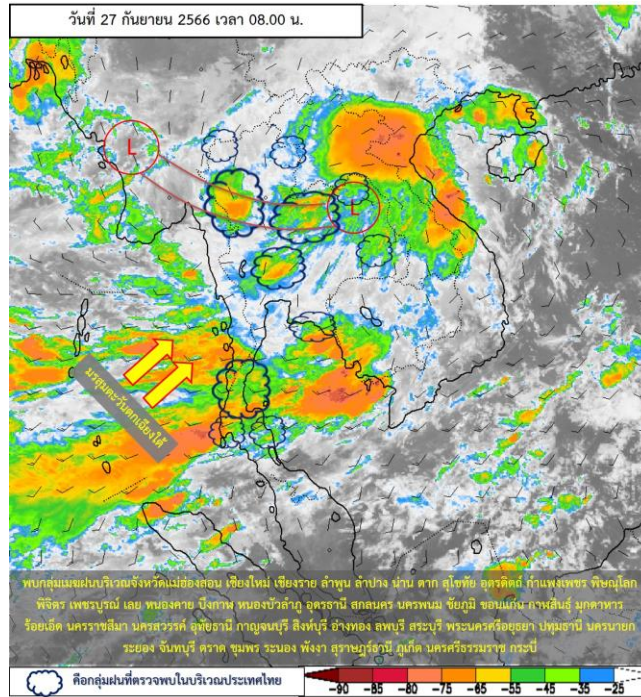 วันที่ 27 กันยายน 2566 เวลา 08.00 น.
L
L
มรสุมตะวันตกเฉียงใต้
พบกลุ่มเมฆฝนบริเวณจังหวัดแม่ฮ่องสอน เชียงใหม่ เชียงราย ลำพูน ลำปาง น่าน ตาก สุโขทัย อุตรดิตถ์ กำแพงเพชร พิษณุโลก
พิจิตร เพชรบูรณ์ เลย หนองคาย บึงกาฬ หนองบัวลำภู อุดรธานี สกลนคร นครพนม ชัยภูมิ ขอนแก่น กาฬสินธุ์ มุกดาหาร
ร้อยเอ็ด นครราชสีมา นครสวรรค์ อุทัยธานี กาญจนบุรี สิงห์บุรี อ่างทอง ลพบุรี สระบุรี พระนครศรีอยุธยา ปทุมธานี นครนายก
ระยอง จันทบุรี ตราด ชุมพร ระนอง พังงา สุราษฎร์ธานี ภูเก็ต นครศรีธรรมราช กระบี่
คือกลุ่มฝนที่ตรวจพบในบริเวณประเทศไทย
-90 -85 -80 -75 -65 -55 -45 -35 -25